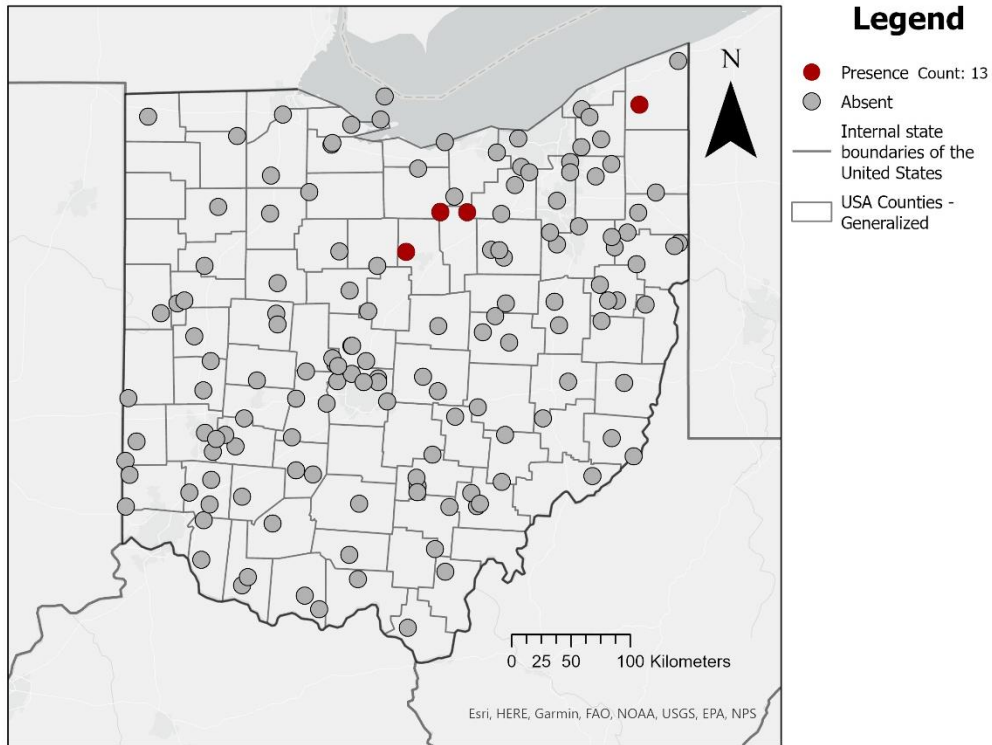 Legend
N
Presence Count: 13
Absent
Internal state
boundaries of the
United States
USA Counties -
Generalized
0 25 50 100 Kilometers
Esri, HERE, Garmin, FAO, NOAA, USGS, EPA, NPS